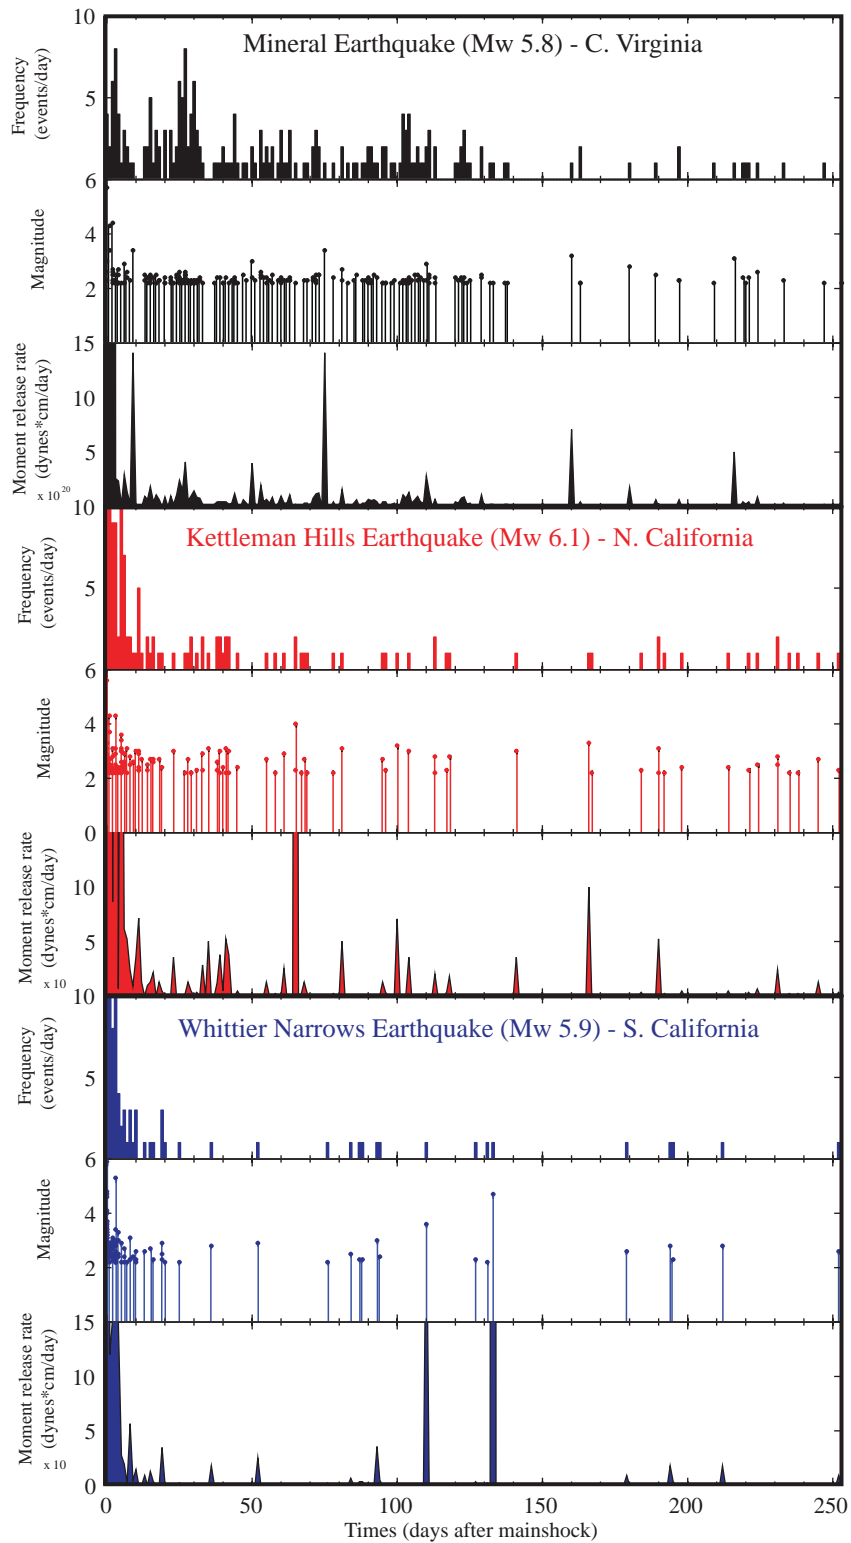 10
Mineral Earthquake (Mw 5.8) - C. Virginia
Frequency
(events/day)
5
6
Magnitude
4
2
15
Moment release rate
(dynes*cm/day)
x 10 20
10
5
10
Kettleman Hills Earthquake (Mw 6.1) - N. California
Frequency
(events/day)
5
6
Magnitude
4
2
0
Moment release rate
(dynes*cm/day)
x 10
10
5
10
Whittier Narrows Earthquake (Mw 5.9) - S. California
Frequency
(events/day)
5
6
Magnitude
4
2
15
Moment release rate
(dynes*cm/day)
x 10
10
5
0
0 50 100 150 200 250
Times (days after mainshock)